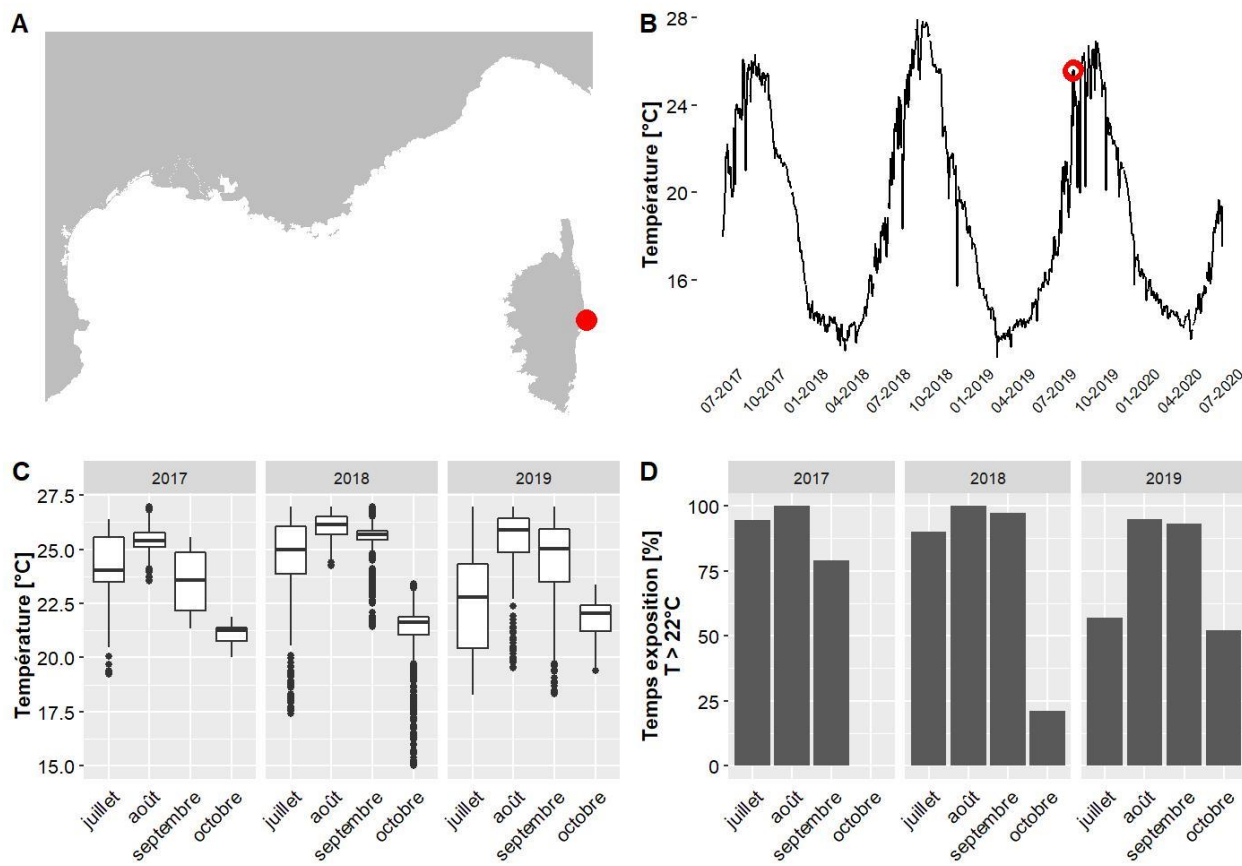 A
B
Température [°C]
28
24
20
16
07-2017
10-2017
01-2018
04-2018
07-2018
10-2018
01-2019
04-2019
07-2019
10-2019
01-2020
04-2020
07-2020
C
2017
2018
2019
Température [°C]
27.5
25.0
22.5
20.0
17.5
15.0
juillet
août
septembre
octobre
juillet
août
septembre
octobre
juillet
août
septembre
octobre
D
2017
2018
2019
Temps exposition [%]
T > 22°C
100
75
50
25
0
juillet
août
septembre
octobre
juillet
août
septembre
octobre
juillet
août
septembre
octobre